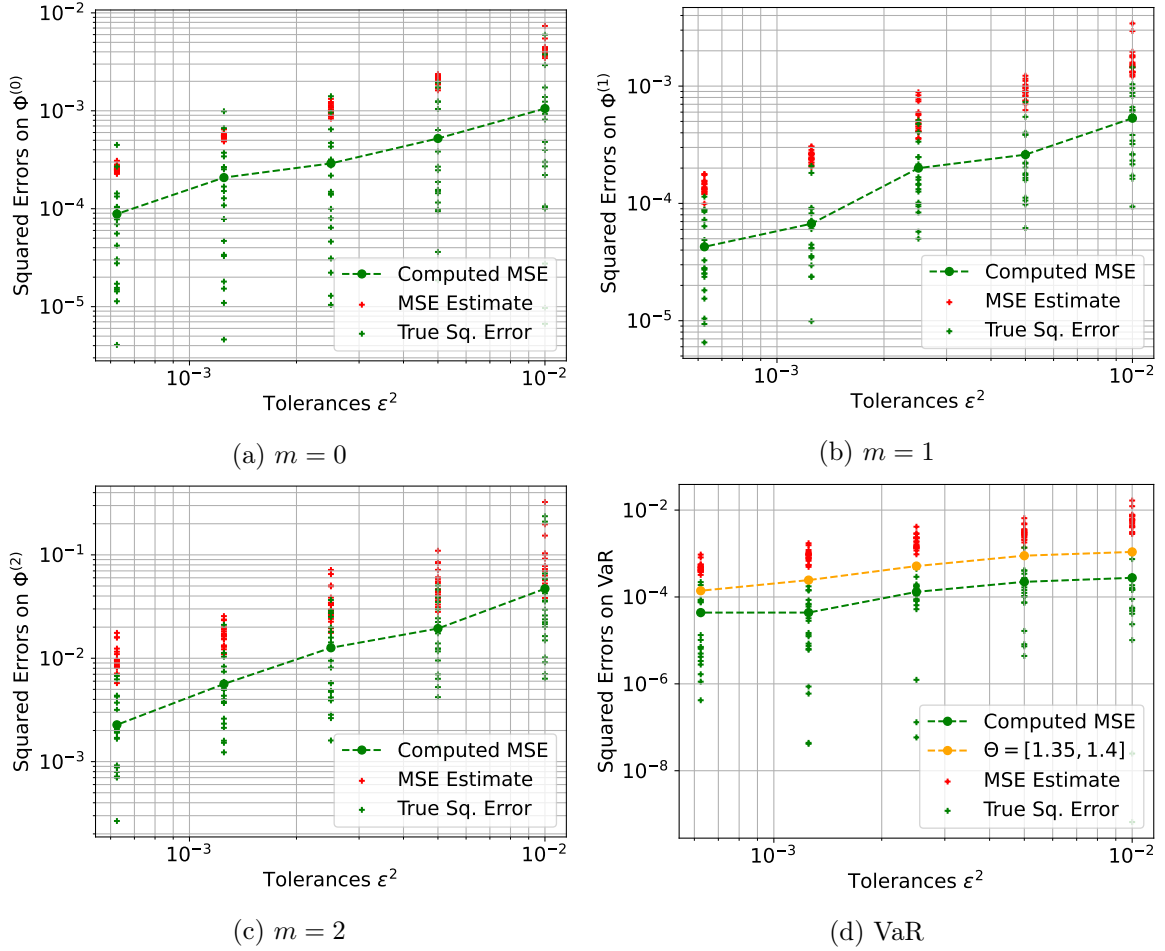 Squared Errors on Φ^(0)
10^-2
10^-3
10^-4
10^-5
Computed MSE
MSE Estimate
True Sq. Error
10^-3
10^-2
Tolerances ε^2
(a) m = 0
Squared Errors on Φ^(1)
10^-3
10^-4
10^-5
Computed MSE
MSE Estimate
True Sq. Error
10^-3
10^-2
Tolerances ε^2
(b) m = 1
Squared Errors on Φ^(2)
10^-1
10^-2
10^-3
Computed MSE
MSE Estimate
True Sq. Error
10^-3
10^-2
Tolerances ε^2
(c) m = 2
Squared Errors on VaR
10^-2
10^-4
10^-6
10^-8
Computed MSE
Θ = [1.35, 1.4]
MSE Estimate
True Sq. Error
10^-3
10^-2
Tolerances ε^2
(d) VaR